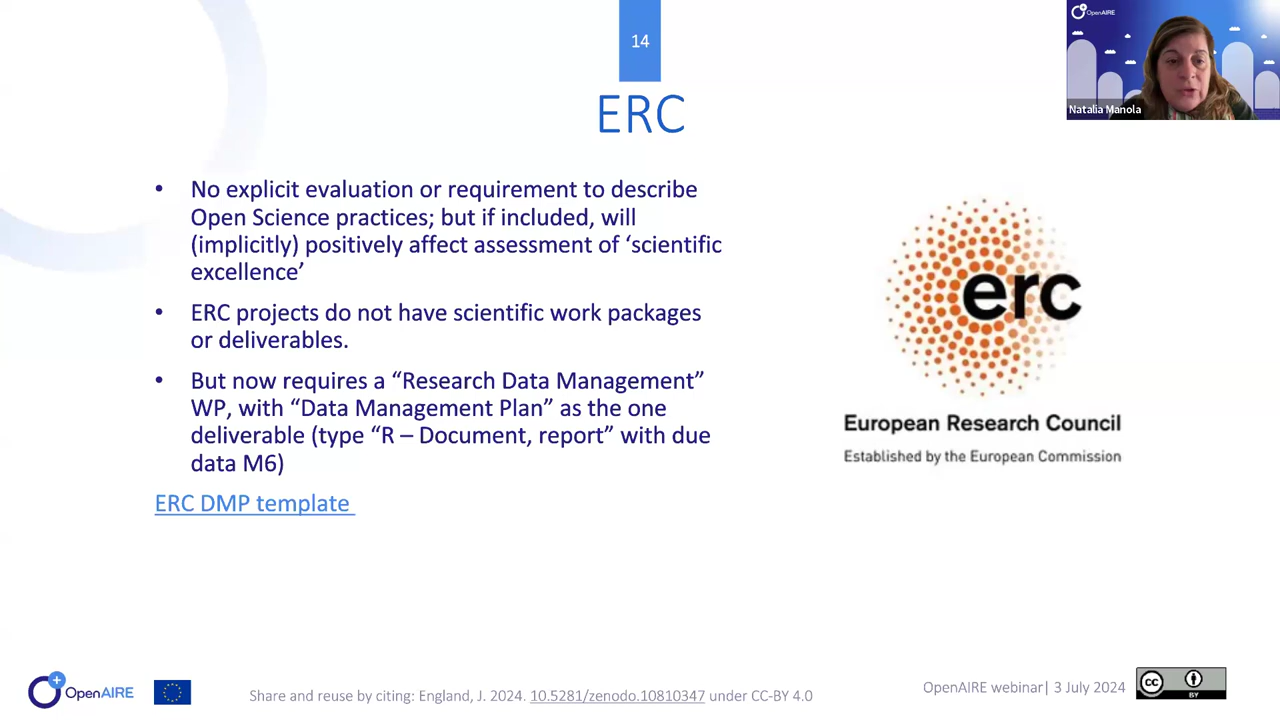 14
OpenAIRE
Natalia Manola
ERC
• No explicit evaluation or requirement to describe
Open Science practices; but if included, will
(implicitly) positively affect assessment of ‘scientific
excellence’
• ERC projects do not have scientific work packages
or deliverables.
• But now requires a “Research Data Management”
WP, with “Data Management Plan” as the one
deliverable (type “R – Document, report” with due
data M6)
ERC DMP template
erc
European Research Council
Established by the European Commission
OpenAIRE
Share and reuse by citing: England, J. 2024. 10.5281/zenodo.10810347 under CC-BY 4.0
OpenAIRE webinar| 3 July 2024
cc
BY